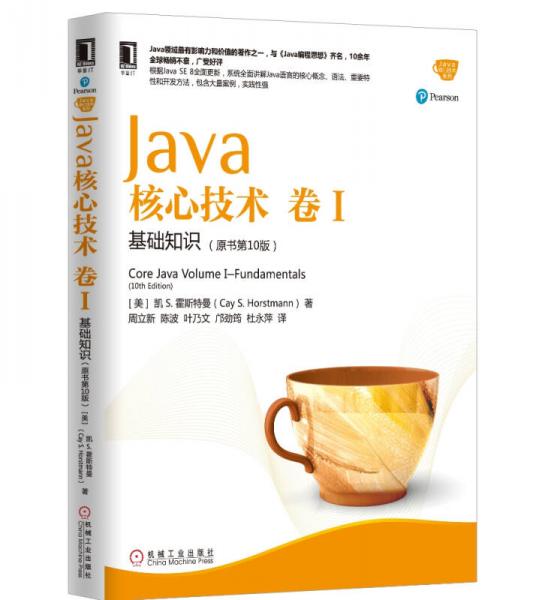 华章IT
Java领域最有影响力和价值的著作之一，与《Java编程思想》齐名，10余年
全球畅销不衰，广受好评
根据Java SE 8全面更新，系统全面讲解Java语言的核心概念、语法、重要特
性和开发方法，包含大量案例，实践性强
Pearson
Java
核心技术 卷 I
基础知识（原书第10版）
Core Java Volume I–Fundamentals
(10th Edition)
[美] 凯 S. 霍斯特曼（Cay S. Horstmann）著
周立新 陈波 叶乃文 邝劲筠 杜永萍 译
机械工业出版社
China Machine Press
华章IT
Pearson
Java核心技术 卷 I
基础知识（原书第10版）
[美] 凯 S. 霍斯特曼
（Cay S. Horstmann） 著
机械工业出版社
China Machine Press